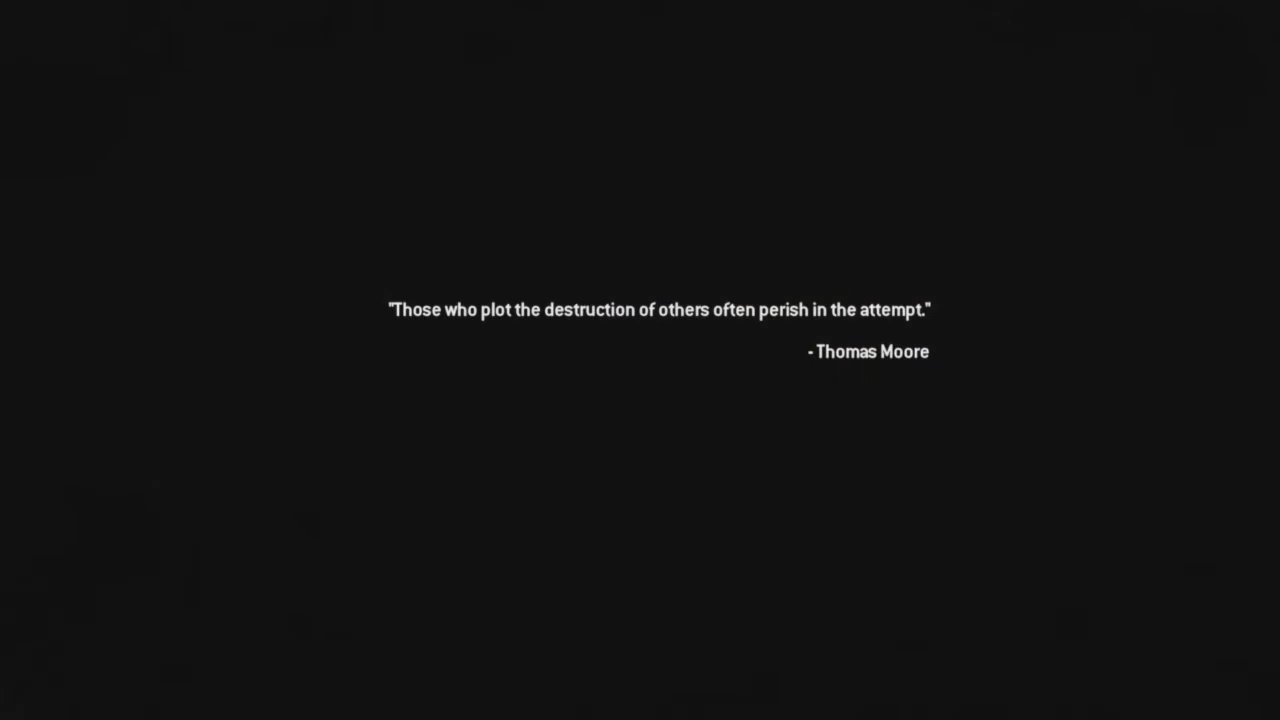 "Those who plot the destruction of others often perish in the attempt."
- Thomas Moore